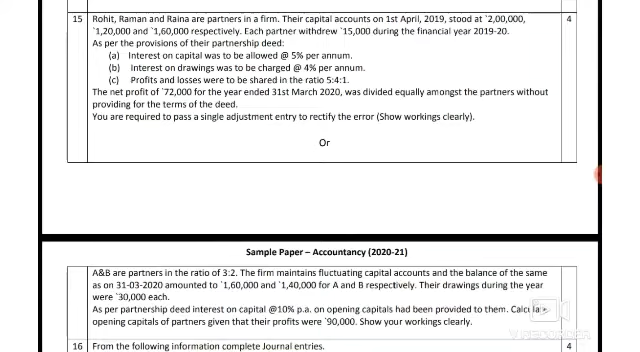 15 Rohit, Raman and Raina are partners in a firm. Their capital accounts on 1st April, 2019, stood at `2,00,000, 4
`1,20,000 and `1,60,000 respectively. Each partner withdrew `15,000 during the financial year 2019-20.
As per the provisions of their partnership deed:
(a) Interest on capital was to be allowed @ 5% per annum.
(b) Interest on drawings was to be charged @ 4% per annum.
(c) Profits and losses were to be shared in the ratio 5:4:1.
The net profit of `72,000 for the year ended 31st March 2020, was divided equally amongst the partners without
providing for the terms of the deed.
You are required to pass a single adjustment entry to rectify the error (Show workings clearly).
Or
Sample Paper – Accountancy (2020-21)
A&B are partners in the ratio of 3:2. The firm maintains fluctuating capital accounts and the balance of the same
as on 31-03-2020 amounted to `1,60,000 and `1,40,000 for A and B respectively. Their drawings during the year
were `30,000 each.
As per partnership deed interest on capital @10% p.a. on opening capitals had been provided to them. Calculate
opening capitals of partners given that their profits were `90,000. Show your workings clearly.
16 From the following information complete Journal entries. 4